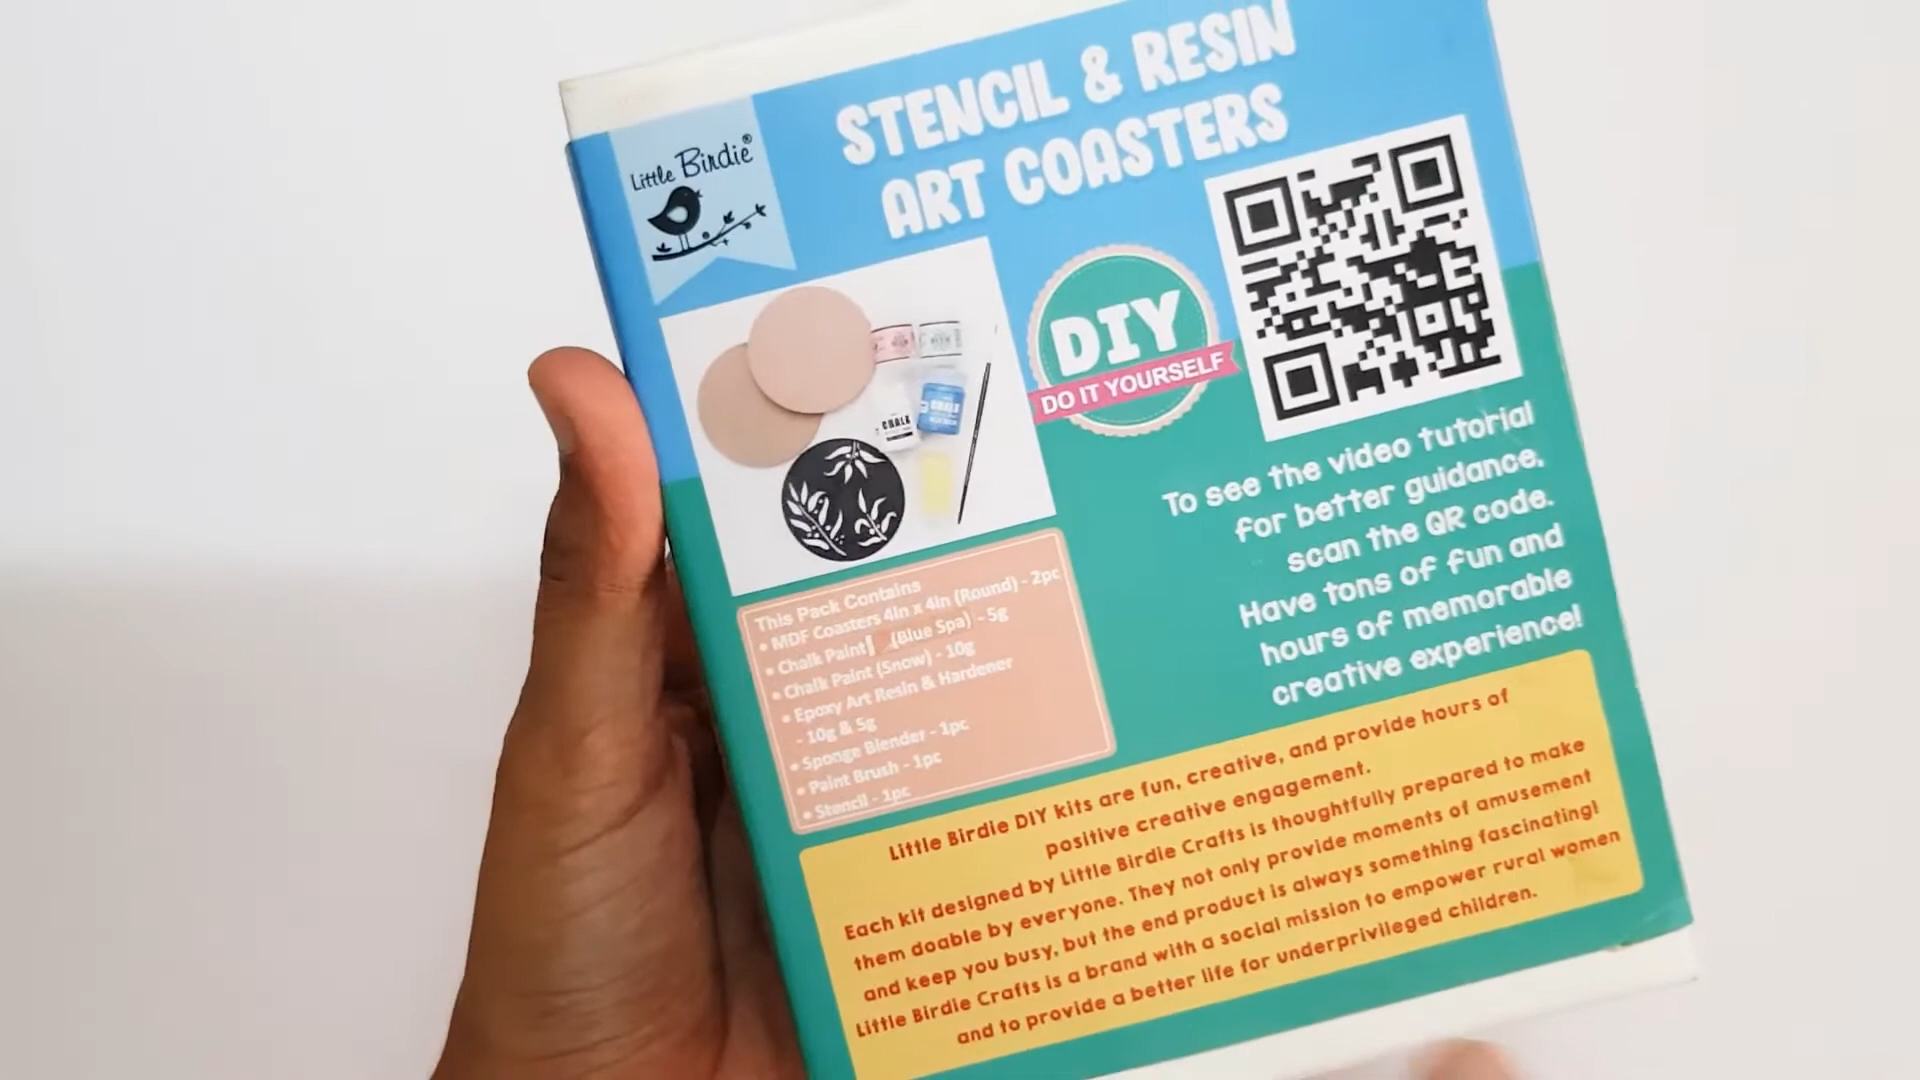 Little Birdie®
STENCIL & RESIN
ART COASTERS
DIY
DO IT YOURSELF
CHALK
CHALK
To see the video tutorial
for better guidance,
scan the QR code.
Have tons of fun and
hours of memorable
creative experience!
This Pack Contains
• MDF Coasters 4in x 4in (Round) - 2pc
• Chalk Paint (Blue Spa) - 5g
• Chalk Paint (Snow) - 10g
• Epoxy Art Resin & Hardener
- 10g & 5g
• Sponge Blender - 1pc
• Paint Brush - 1pc
• Stencil - 1pc
Little Birdie DIY kits are fun, creative, and provide hours of
positive creative engagement.
Each kit designed by Little Birdie Crafts is thoughtfully prepared to make
them doable by everyone. They not only provide moments of amusement
and keep you busy, but the end product is always something fascinating!
Little Birdie Crafts is a brand with a social mission to empower rural women
and to provide a better life for underprivileged children.